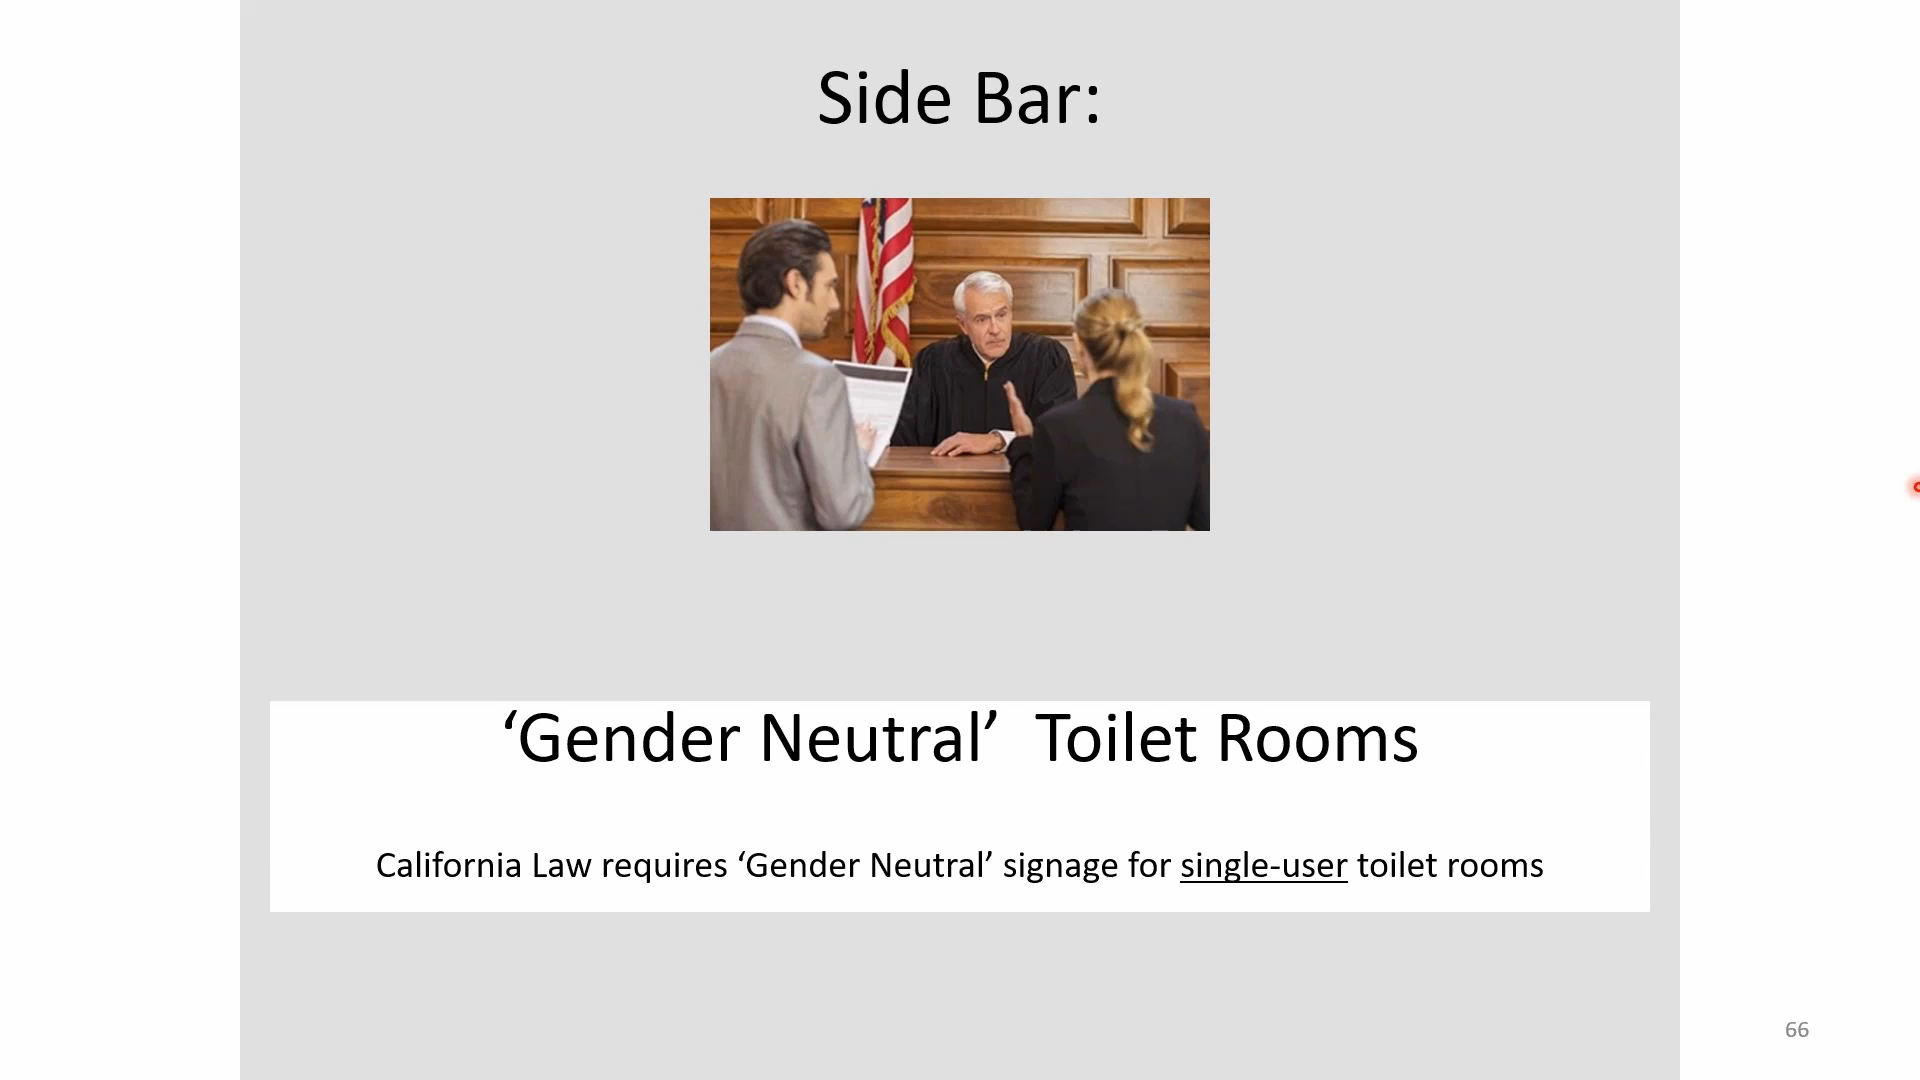 Side Bar:
‘Gender Neutral’  Toilet Rooms
California Law requires ‘Gender Neutral’ signage for single-user toilet rooms
66